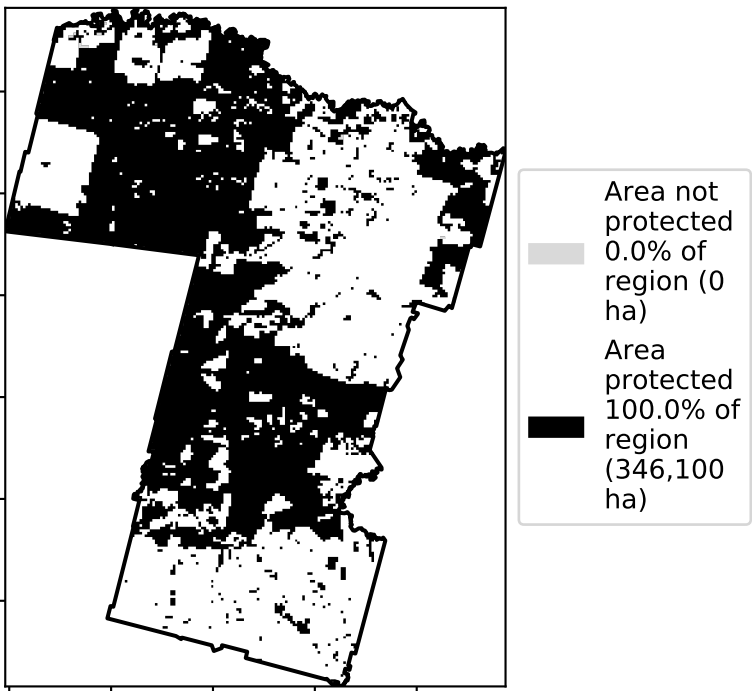 Area not
protected
0.0% of
region (0
ha)
Area
protected
100.0% of
region
(346,100
ha)